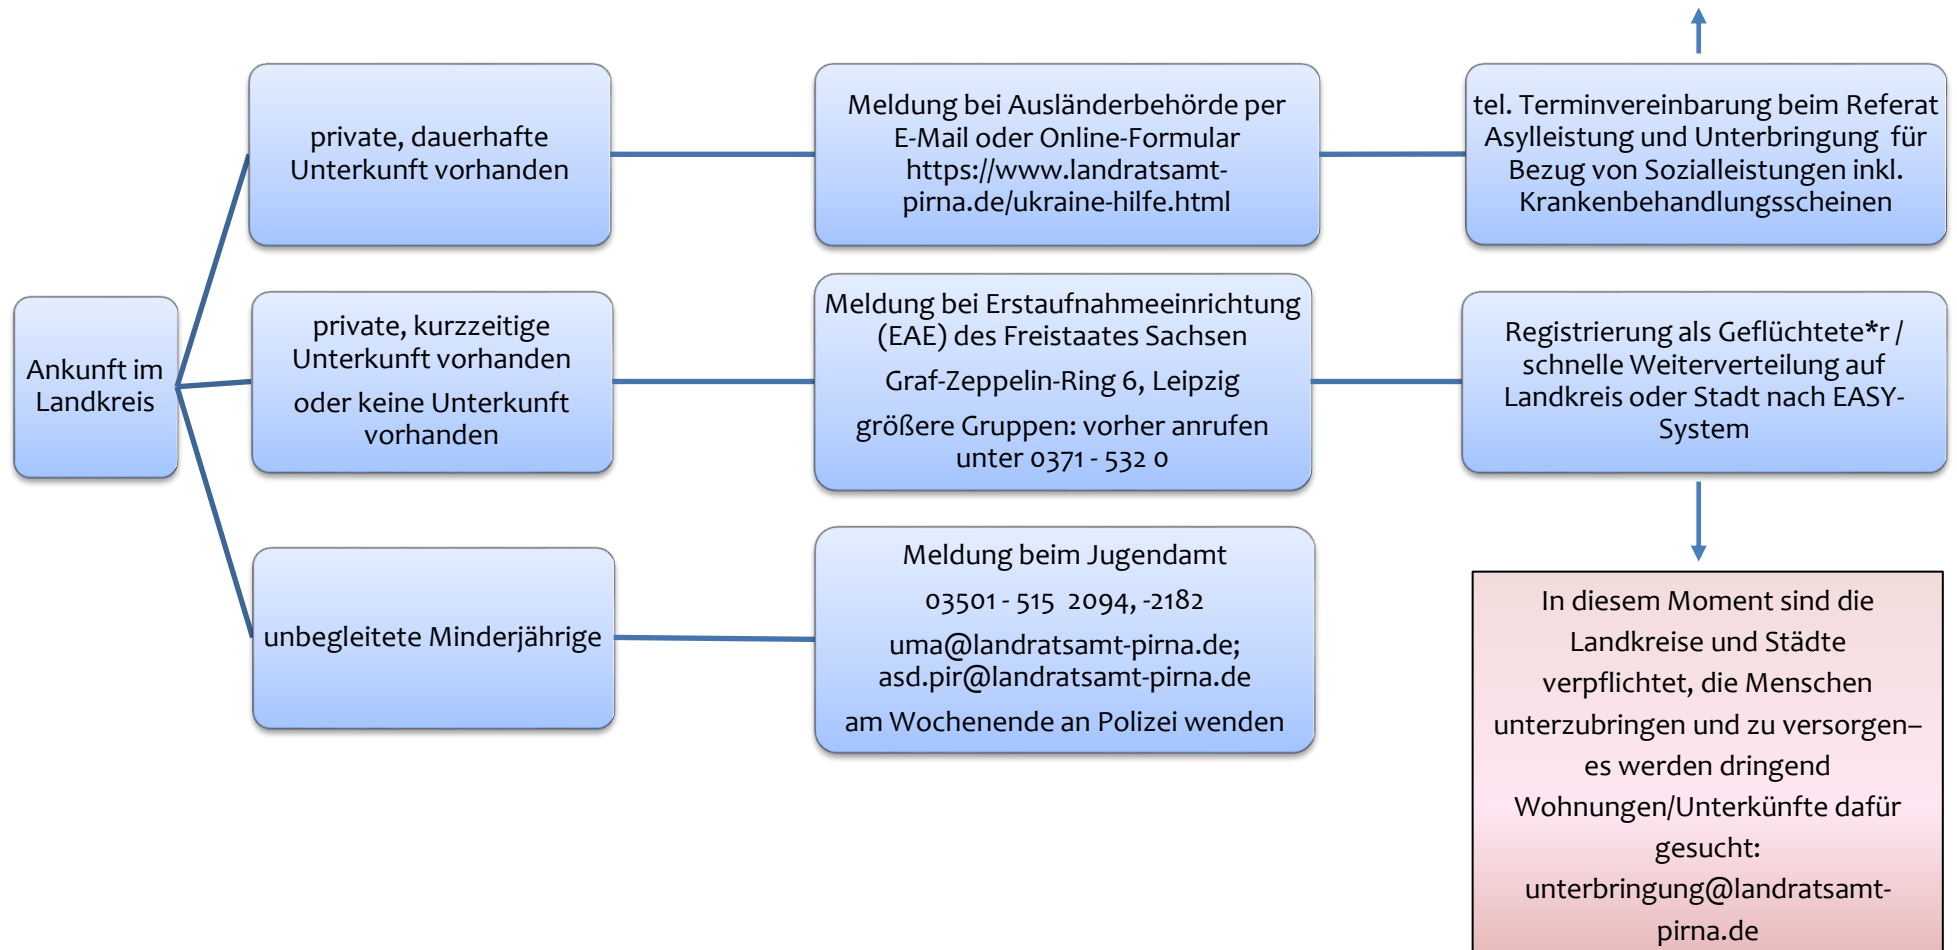 Ankunft im
Landkreis
private, dauerhafte
Unterkunft vorhanden
Meldung bei Ausländerbehörde per
E-Mail oder Online-Formular
https://www.landratsamt-
pirna.de/ukraine-hilfe.html
tel. Terminvereinbarung beim Referat
Asylleistung und Unterbringung für
Bezug von Sozialleistungen inkl.
Krankenbehandlungsscheinen
private, kurzzeitige
Unterkunft vorhanden
oder keine Unterkunft
vorhanden
Meldung bei Erstaufnahmeeinrichtung
(EAE) des Freistaates Sachsen
Graf-Zeppelin-Ring 6, Leipzig
größere Gruppen: vorher anrufen
unter 0371 - 532 0
Registrierung als Geflüchtete*r /
schnelle Weiterverteilung auf
Landkreis oder Stadt nach EASY-
System
unbegleitete Minderjährige
Meldung beim Jugendamt
03501 - 515 2094, -2182
uma@landratsamt-pirna.de;
asd.pir@landratsamt-pirna.de
am Wochenende an Polizei wenden
In diesem Moment sind die
Landkreise und Städte
verpflichtet, die Menschen
unterzubringen und zu versorgen–
es werden dringend
Wohnungen/Unterkünfte dafür
gesucht:
unterbringung@landratsamt-
pirna.de